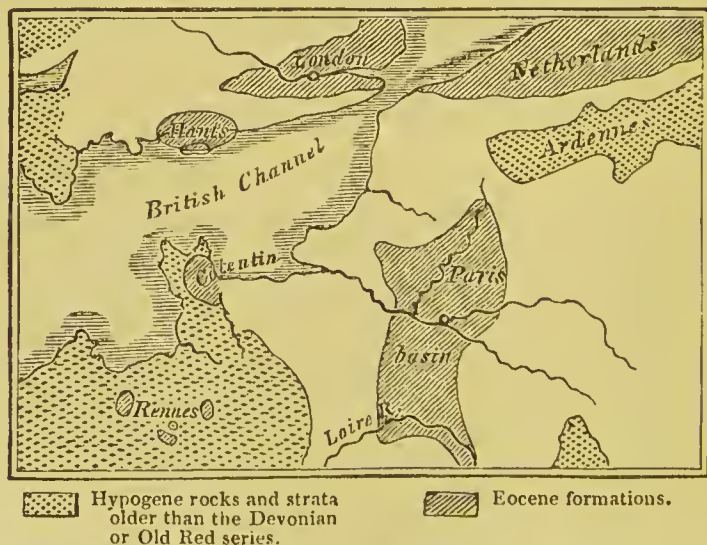 London
Netherlands
Hants
Ardennes
British Channel
Cotentin
Paris
basin
Rennes
Loire R.
Hypogene rocks and strata
older than the Devonian
or Old Red series.
Eocene formations.